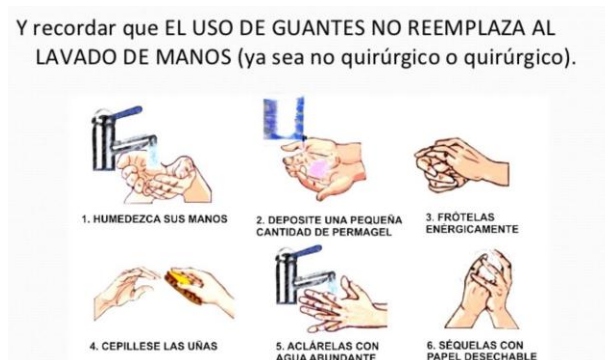 Y recordar que EL USO DE GUANTES NO REEMPLAZA AL
LAVADO DE MANOS (ya sea no quirúrgico o quirúrgico).
1. HUMEDEZCA SUS MANOS
2. DEPOSITE UNA PEQUEÑA
CANTIDAD DE PERMAGEL
3. FRÓTELAS
ENÉRGICAMENTE
4. CEPILLESE LAS UÑAS
5. ACLÁRELAS CON
AGUA ABUNDANTE
6. SÉQUELAS CON
PAPEL DESECHABLE